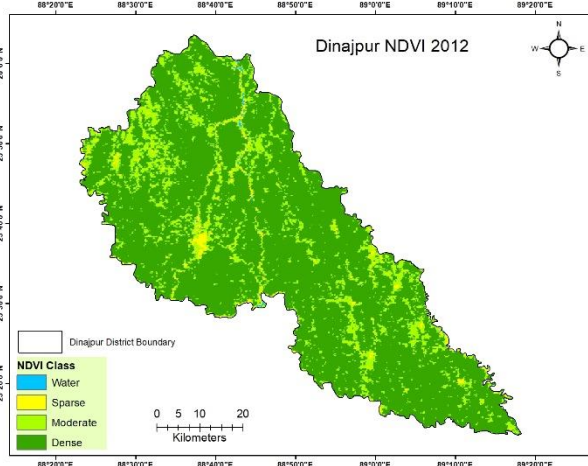 88°20'0"E 88°30'0"E 88°40'0"E 88°50'0"E 89°0'0"E 89°10'0"E 89°20'0"E
Dinajpur NDVI 2012
N
W E
S
Dinajpur District Boundary
NDVI Class
Water
Sparse
Moderate
Dense
0 5 10 20
Kilometers
88°20'0"E 88°30'0"E 88°40'0"E 88°50'0"E 89°0'0"E 89°10'0"E 89°20'0"E